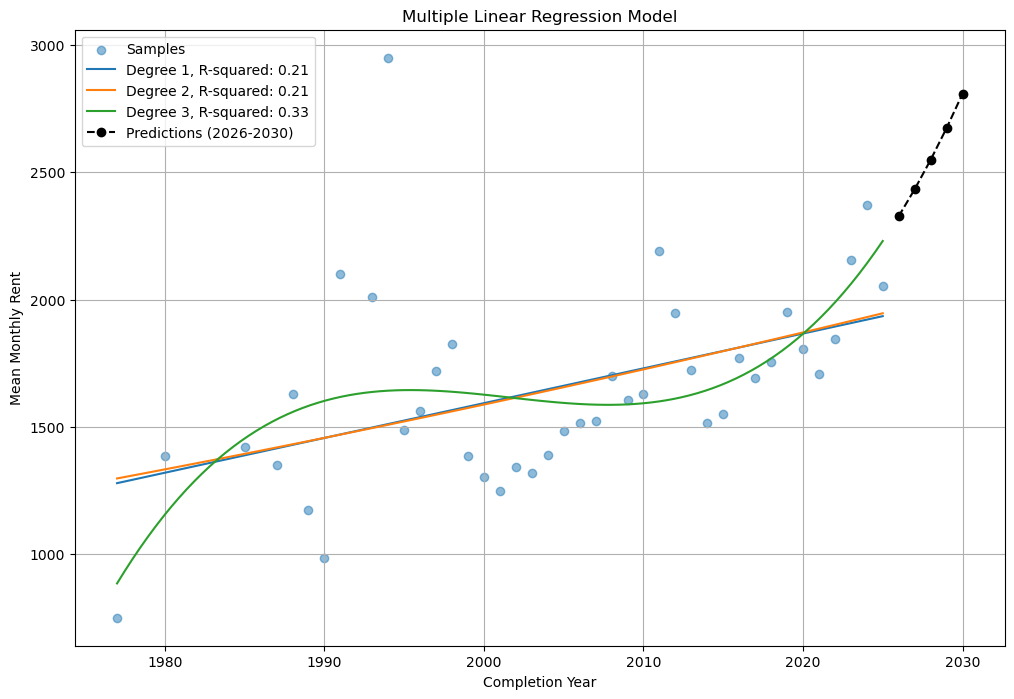 Multiple Linear Regression Model
Samples
Degree 1, R-squared: 0.21
Degree 2, R-squared: 0.21
Degree 3, R-squared: 0.33
Predictions (2026-2030)
Mean Monthly Rent
3000
2500
2000
1500
1000
1980 1990 2000 2010 2020 2030
Completion Year